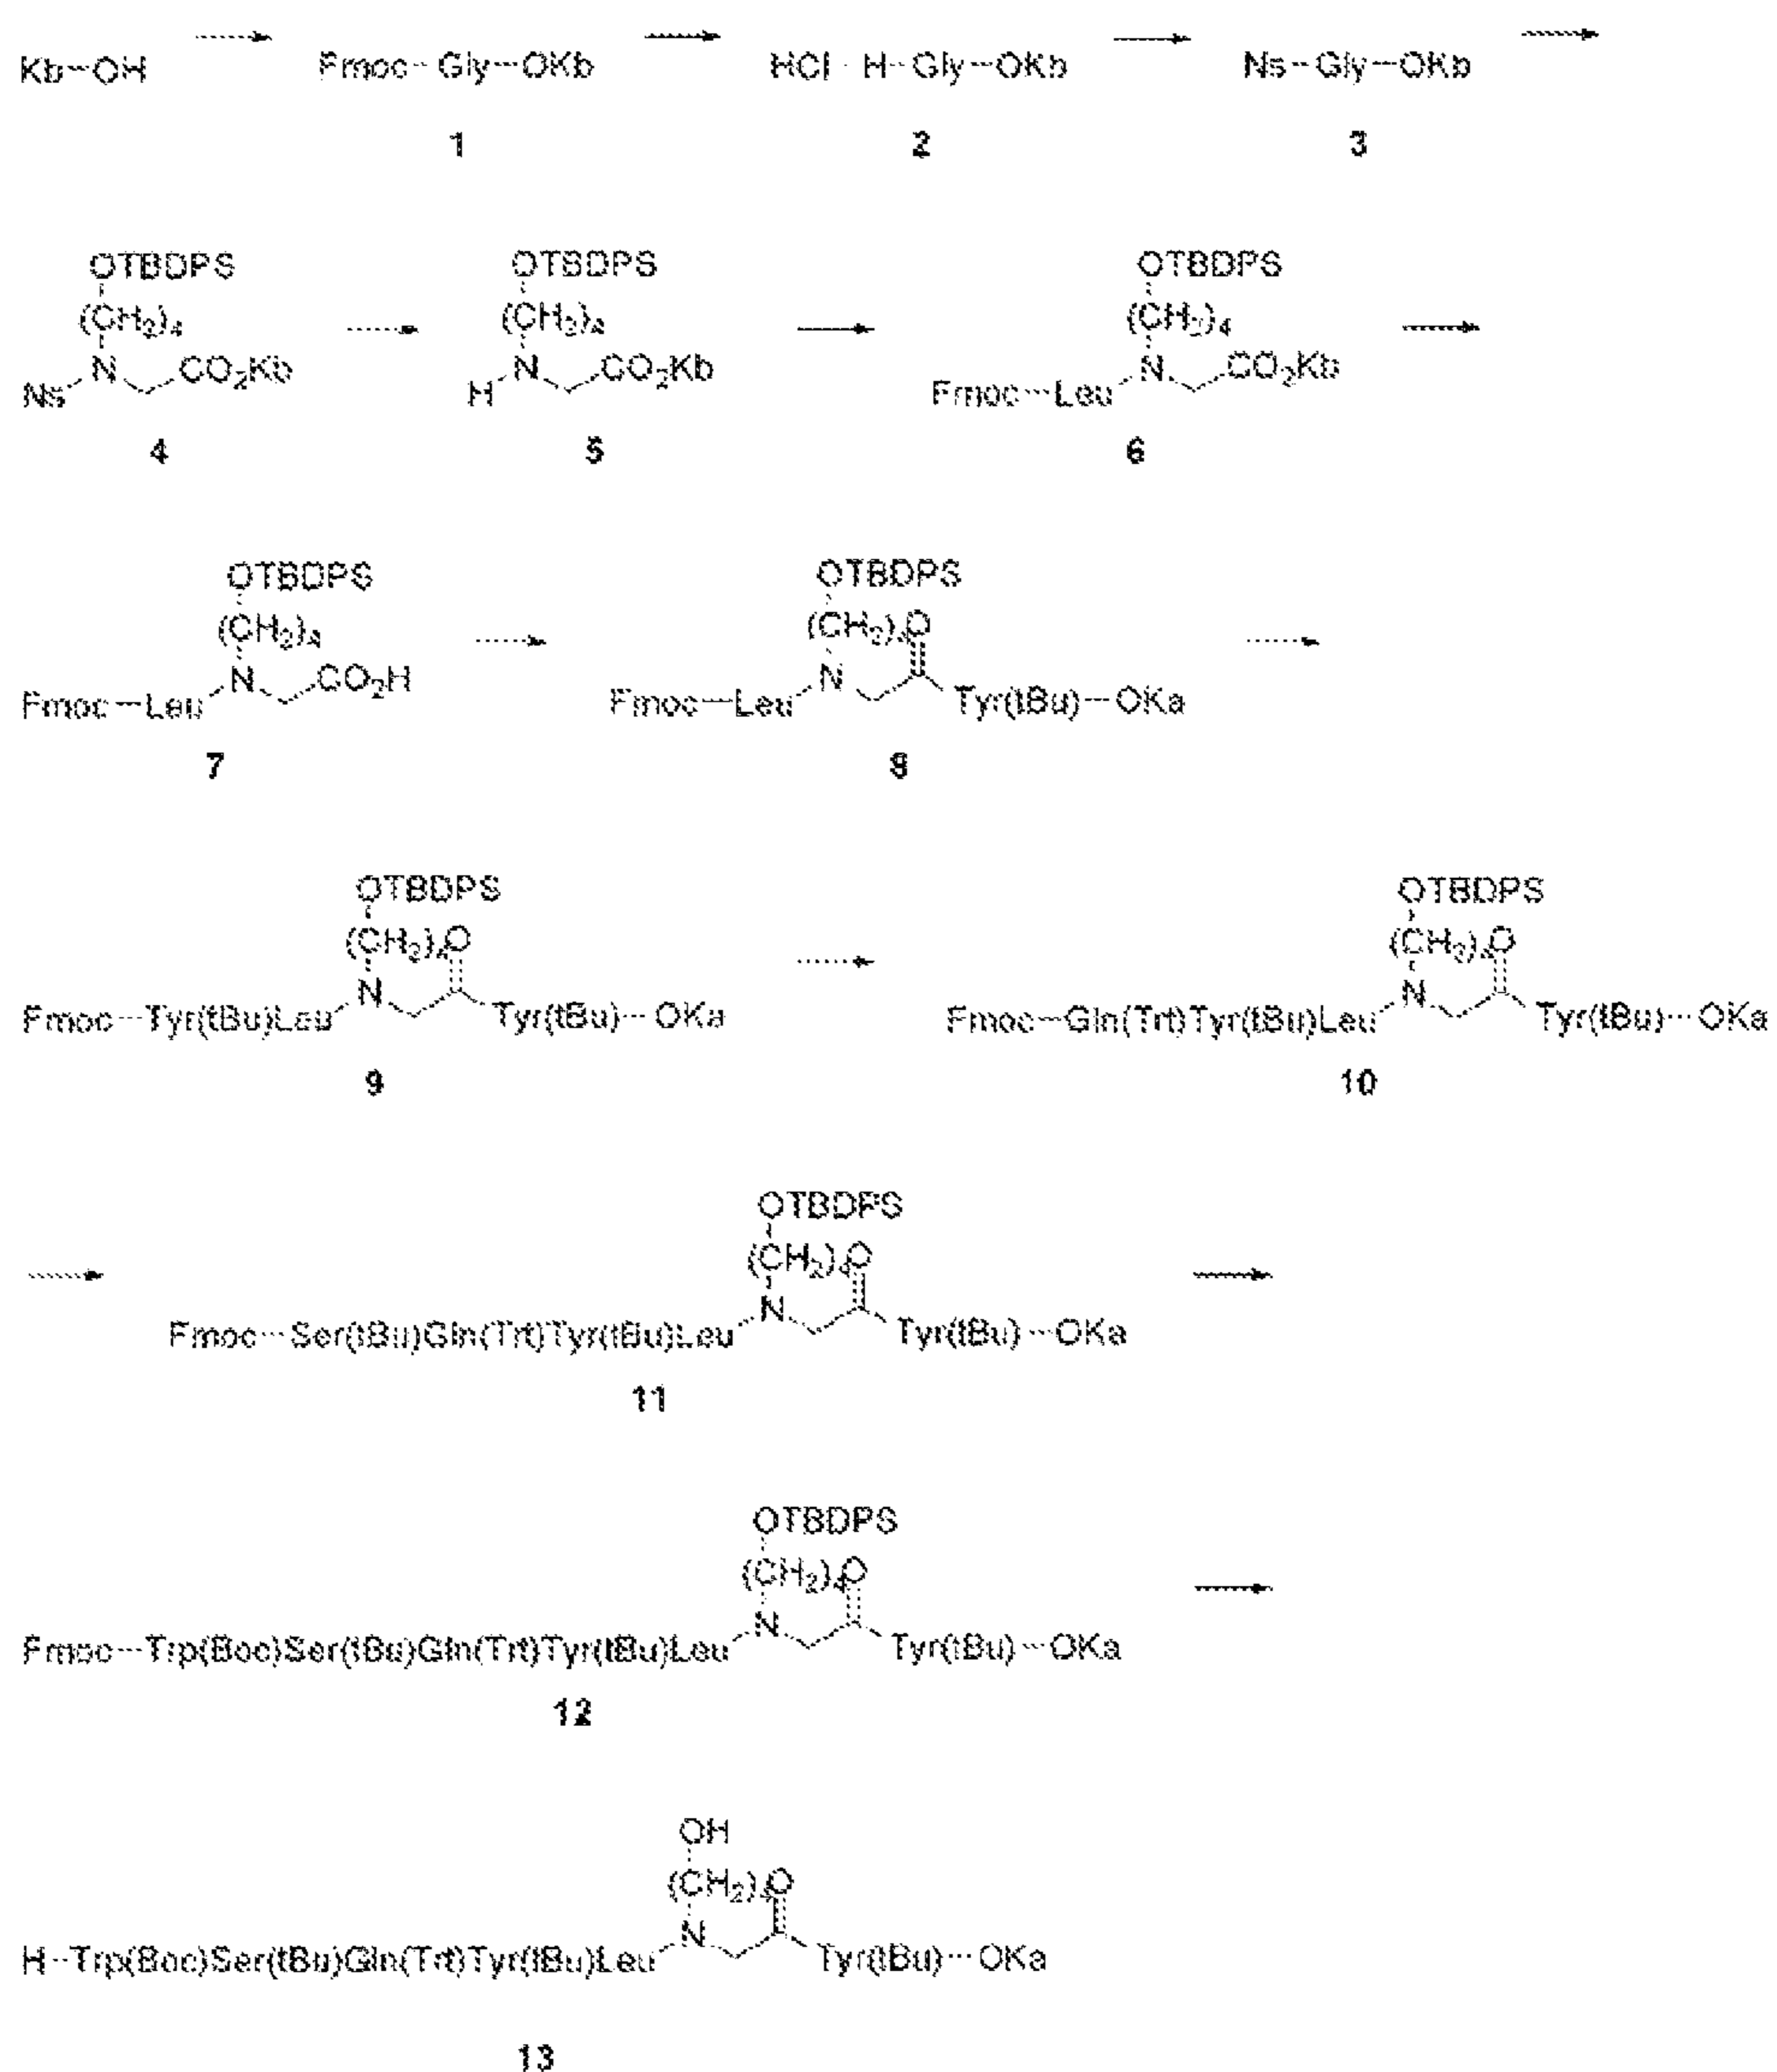 Kb-OH Fmoc-Gly-OKb HCl · H-Gly-OKb Ns-Gly-OKb
1 2 3
OTBDPS OTBDPS OTBDPS
(CH2)4 (CH2)4 (CH2)4
Ns N CO2Kb H N CO2Kb Fmoc-Leu N CO2Kb
4 5 6
OTBDPS OTBDPS
(CH2)4 (CH2)4 O
Fmoc-Leu N CO2H Fmoc-Leu N Tyr(tBu)-OKa
7 8
OTBDPS OTBDPS
(CH2)4 O (CH2)4 O
Fmoc-Tyr(tBu)Leu N Tyr(tBu)-OKa Fmoc-Gln(Trt)Tyr(tBu)Leu N Tyr(tBu)-OKa
9 10
OTBDPS
(CH2)4 O
Fmoc-Ser(tBu)Gln(Trt)Tyr(tBu)Leu N Tyr(tBu)-OKa
11
OTBDPS
(CH2)4 O
Fmoc-Trp(Boc)Ser(tBu)Gln(Trt)Tyr(tBu)Leu N Tyr(tBu)-OKa
12
OH
(CH2)4 O
H-Trp(Boc)Ser(tBu)Gln(Trt)Tyr(tBu)Leu N Tyr(tBu)-OKa
13